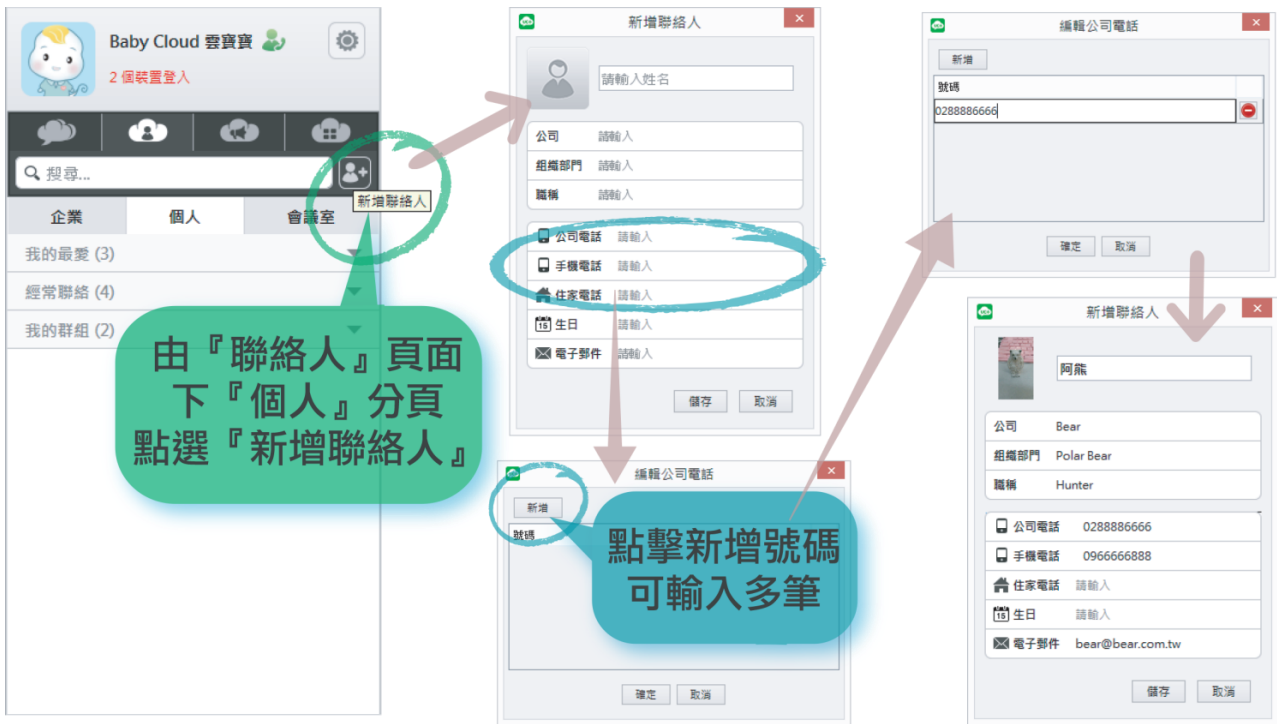 Baby Cloud 雲寶寶
2 個裝置登入
搜尋...
新增聯絡人
企業
個人
會議室
我的最愛 (3)
經常聯絡 (4)
我的群組 (2)
由『聯絡人』頁面
下『個人』分頁
點選『新增聯絡人』
新增聯絡人
請輸入姓名
公司 請輸入
組織部門 請輸入
職稱 請輸入
公司電話 請輸入
手機電話 請輸入
住家電話 請輸入
15 生日 請輸入
電子郵件 請輸入
儲存 取消
編輯公司電話
新增
號碼
點擊新增號碼
可輸入多筆
確定 取消
編輯公司電話
新增
號碼
0288886666
確定 取消
新增聯絡人
阿熊
公司 Bear
組織部門 Polar Bear
職稱 Hunter
公司電話 0288886666
手機電話 0966666888
住家電話 請輸入
15 生日 請輸入
電子郵件 bear@bear.com.tw
儲存 取消